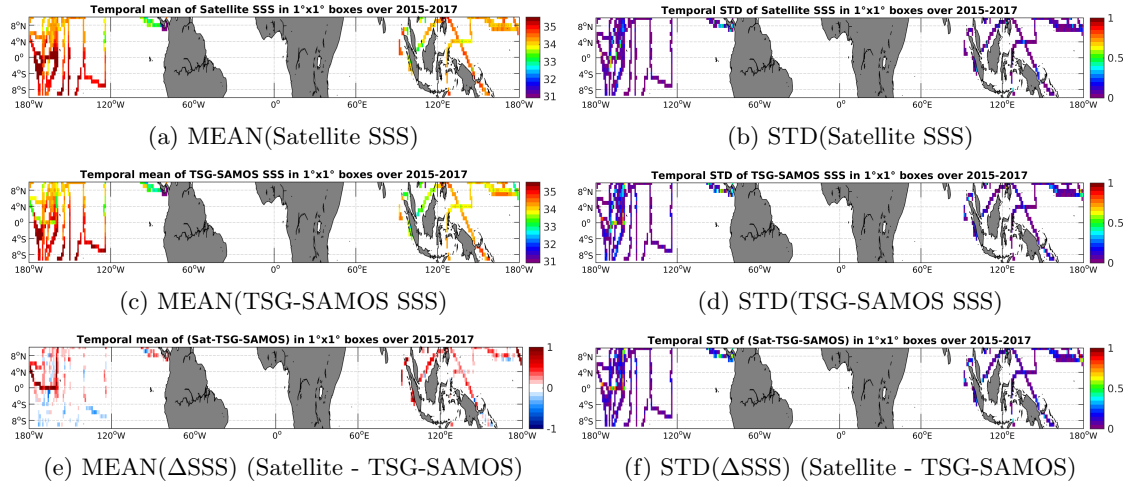 Temporal mean of Satellite SSS in 1°x1° boxes over 2015-2017
8°N
4°N
0°
4°S
8°S
180°W 120°W 60°W 0° 60°E 120°E 180°W
35
34
33
32
31
(a) MEAN(Satellite SSS)
Temporal STD of Satellite SSS in 1°x1° boxes over 2015-2017
8°N
4°N
0°
4°S
8°S
180°W 120°W 60°W 0° 60°E 120°E 180°W
1
0.5
0
(b) STD(Satellite SSS)
Temporal mean of TSG-SAMOS SSS in 1°x1° boxes over 2015-2017
8°N
4°N
0°
4°S
8°S
180°W 120°W 60°W 0° 60°E 120°E 180°W
35
34
33
32
31
(c) MEAN(TSG-SAMOS SSS)
Temporal STD of TSG-SAMOS SSS in 1°x1° boxes over 2015-2017
8°N
4°N
0°
4°S
8°S
180°W 120°W 60°W 0° 60°E 120°E 180°W
1
0.5
0
(d) STD(TSG-SAMOS SSS)
Temporal mean of (Sat-TSG-SAMOS) in 1°x1° boxes over 2015-2017
8°N
4°N
0°
4°S
8°S
180°W 120°W 60°W 0° 60°E 120°E 180°W
1
0
-1
(e) MEAN(ΔSSS) (Satellite - TSG-SAMOS)
Temporal STD of (Sat-TSG-SAMOS) in 1°x1° boxes over 2015-2017
8°N
4°N
0°
4°S
8°S
180°W 120°W 60°W 0° 60°E 120°E 180°W
1
0.5
0
(f) STD(ΔSSS) (Satellite - TSG-SAMOS)